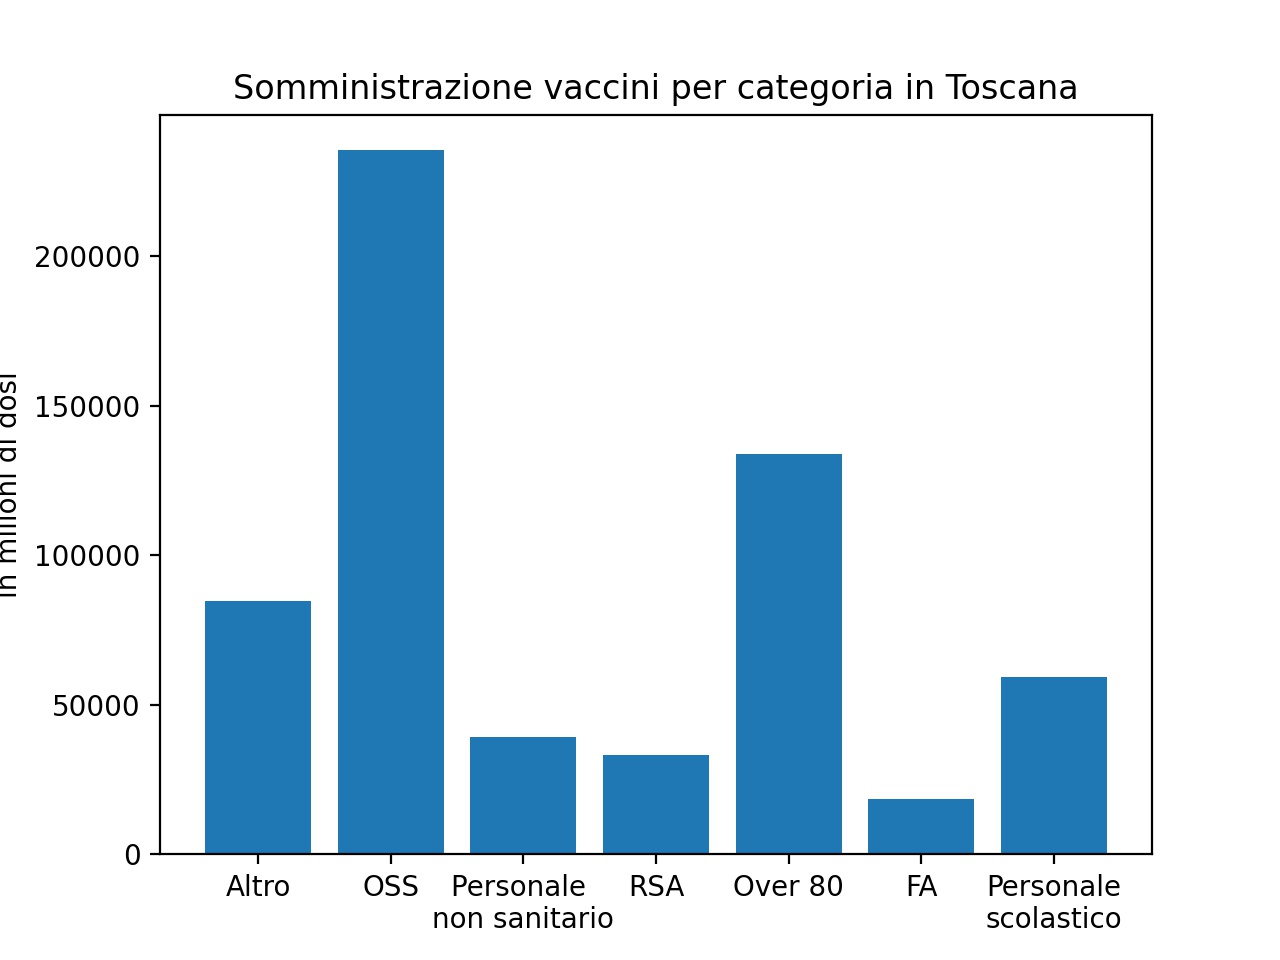 Somministrazione vaccini per categoria in Toscana
In milioni di dosi
200000
150000
100000
50000
0
Altro
OSS
Personale
non sanitario
RSA
Over 80
FA
Personale
scolastico